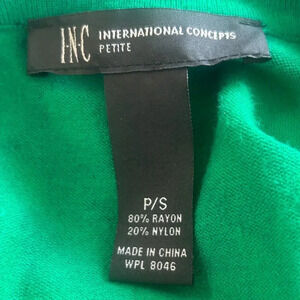 I·N·C INTERNATIONAL CONCEPTS
PETITE
P/S
80% RAYON
20% NYLON
MADE IN CHINA
WPL 8046